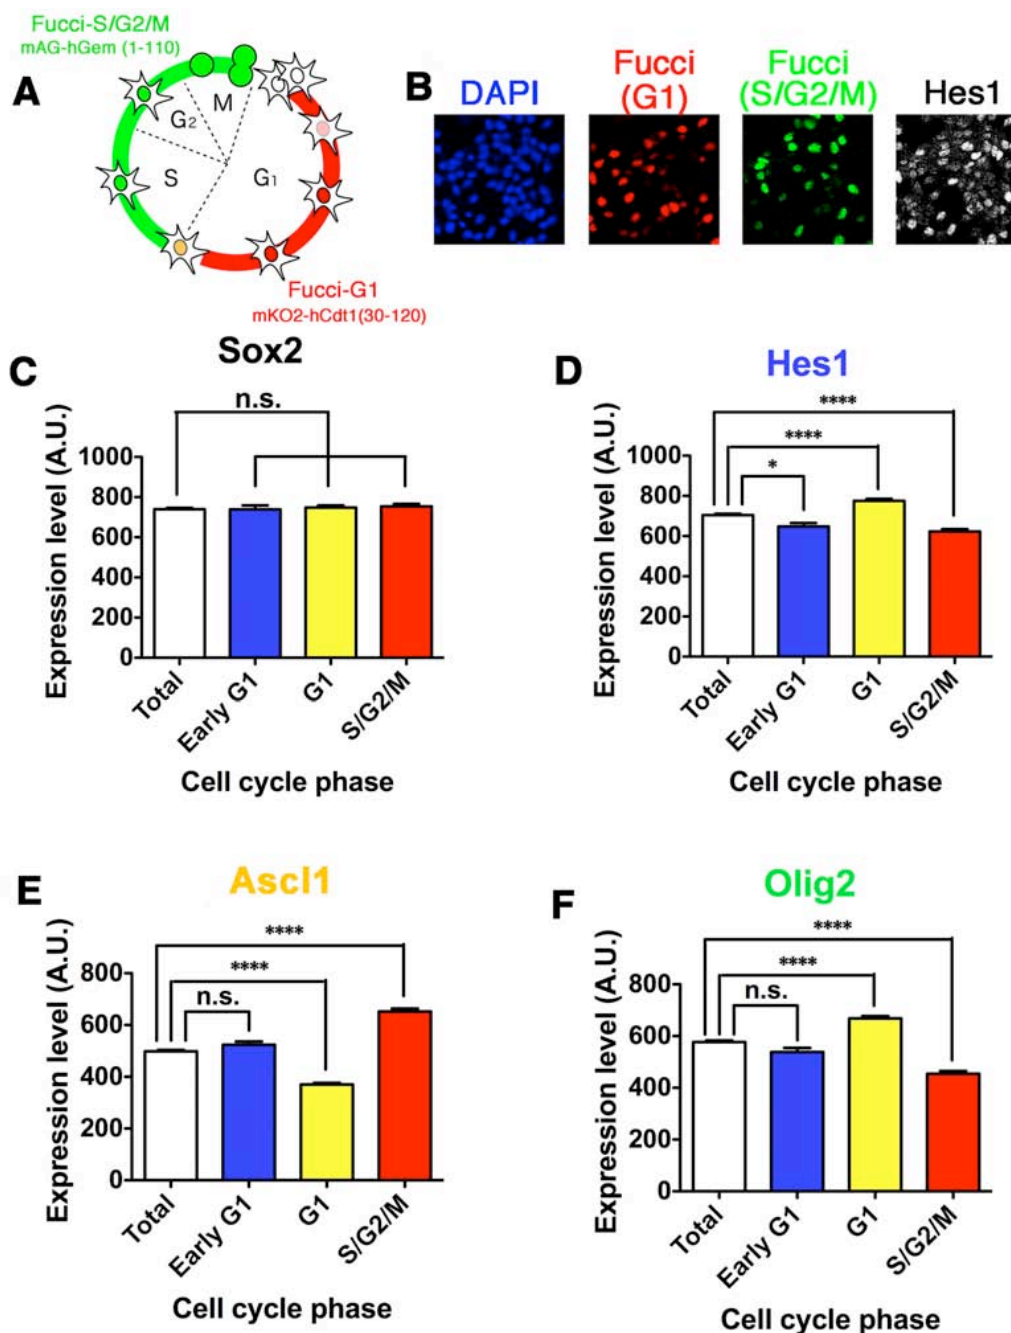 A
Fucci-S/G2/M
mAG-hGem (1-110)
M
G2
S
G1
Fucci-G1
mKO2-hCdt1(30-120)
B
DAPI
Fucci
(G1)
Fucci
(S/G2/M)
Hes1
C
Sox2
n.s.
Expression level (A.U.)
1000
800
600
400
200
0
Total
Early G1
G1
S/G2/M
Cell cycle phase
D
Hes1
****
****
*
Expression level (A.U.)
1000
800
600
400
200
0
Total
Early G1
G1
S/G2/M
Cell cycle phase
E
Ascl1
****
****
n.s.
Expression level (A.U.)
800
600
400
200
0
Total
Early G1
G1
S/G2/M
Cell cycle phase
F
Olig2
****
****
n.s.
Expression level (A.U.)
800
600
400
200
0
Total
Early G1
G1
S/G2/M
Cell cycle phase